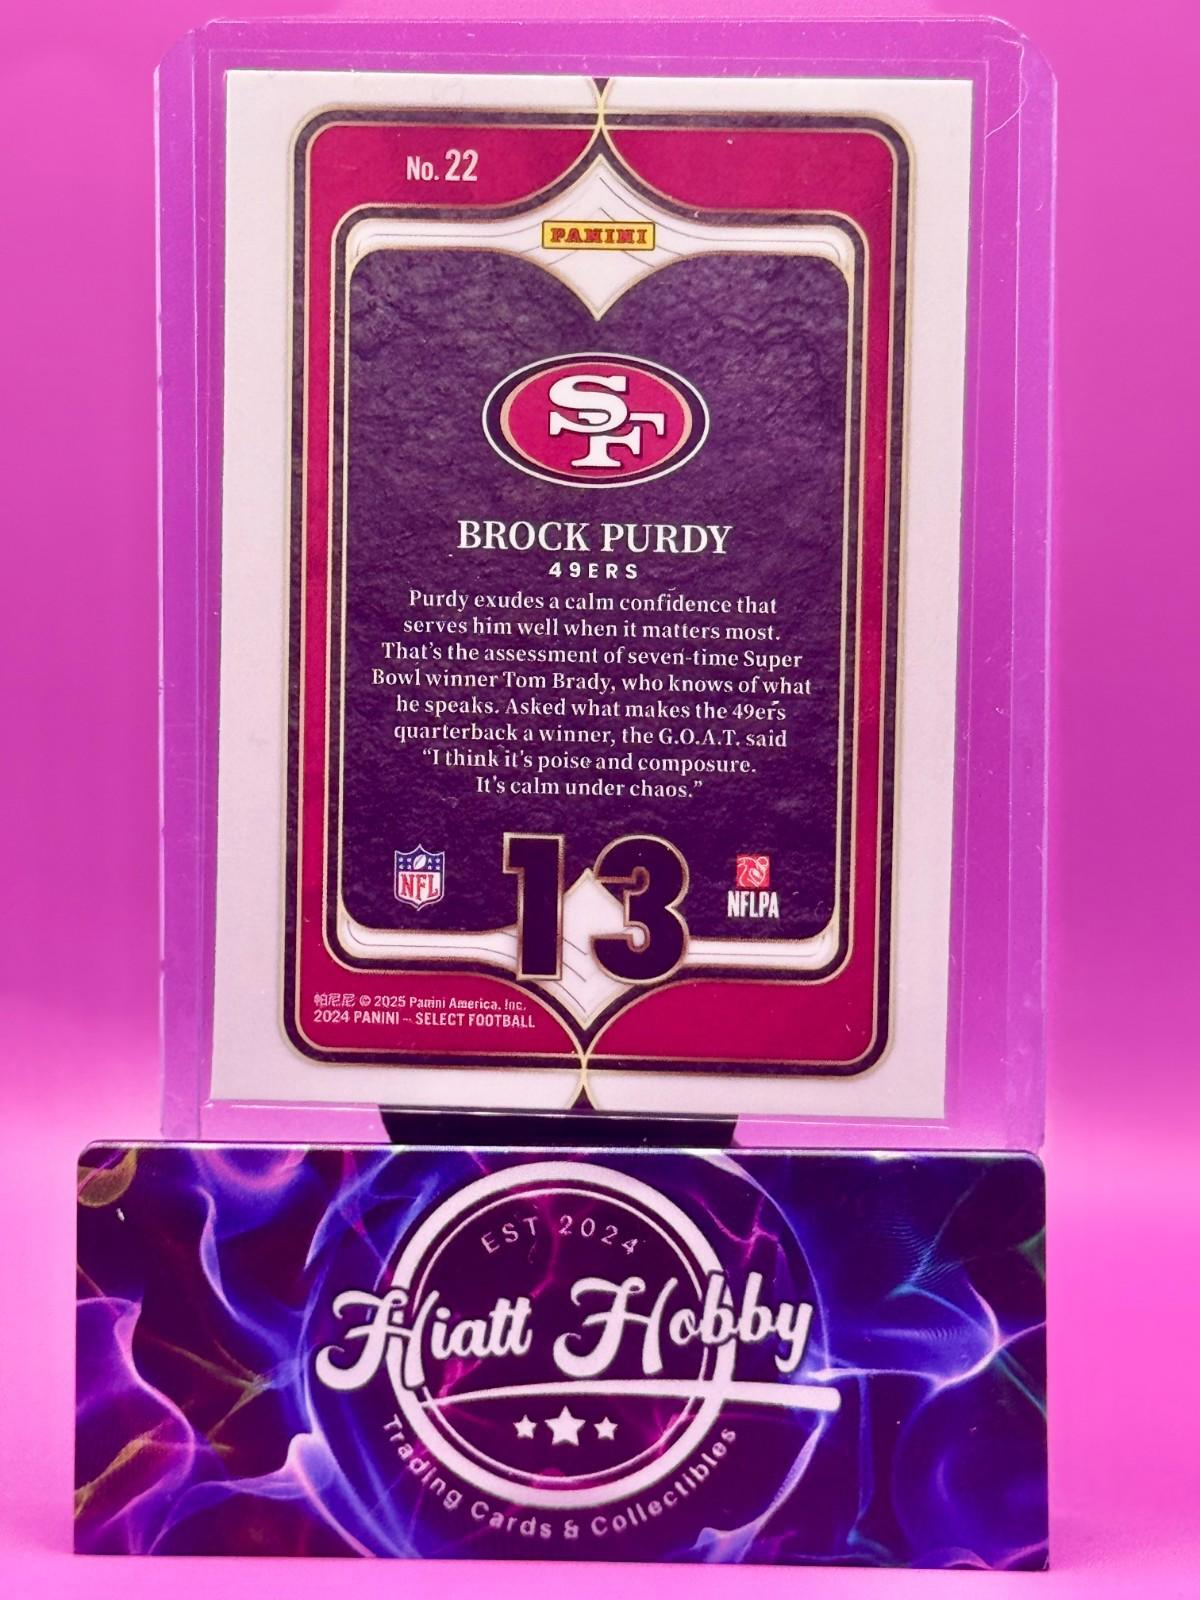 No. 22
PANINI
SF
BROCK PURDY
49ERS
Purdy exudes a calm confidence that
serves him well when it matters most.
That's the assessment of seven-time Super
Bowl winner Tom Brady, who knows of what
he speaks. Asked what makes the 49ers
quarterback a winner, the G.O.A.T. said
“I think it's poise and composure.
It's calm under chaos.”
NFL
13
NFLPA
帕尼尼 © 2025 Panini America, Inc.
2024 PANINI – SELECT FOOTBALL
EST 2024
Hiatt Hobby
Trading Cards & Collectibles